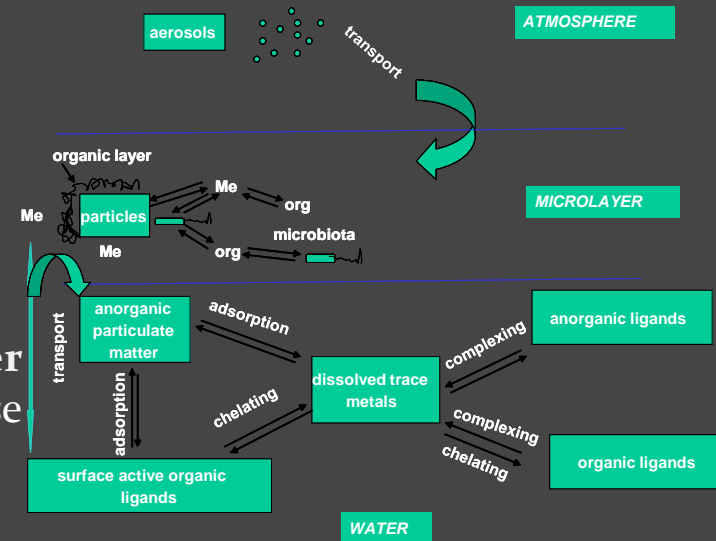 ATMOSPHERE
aerosols
transport
organic layer
Me
org
Me
particles
MICROLAYER
microbiota
Me
org
anorganic
particulate
matter
adsorption
anorganic ligands
transport
complexing
dissolved trace
metals
adsorption
chelating
complexing
chelating
organic ligands
surface active organic
ligands
WATER